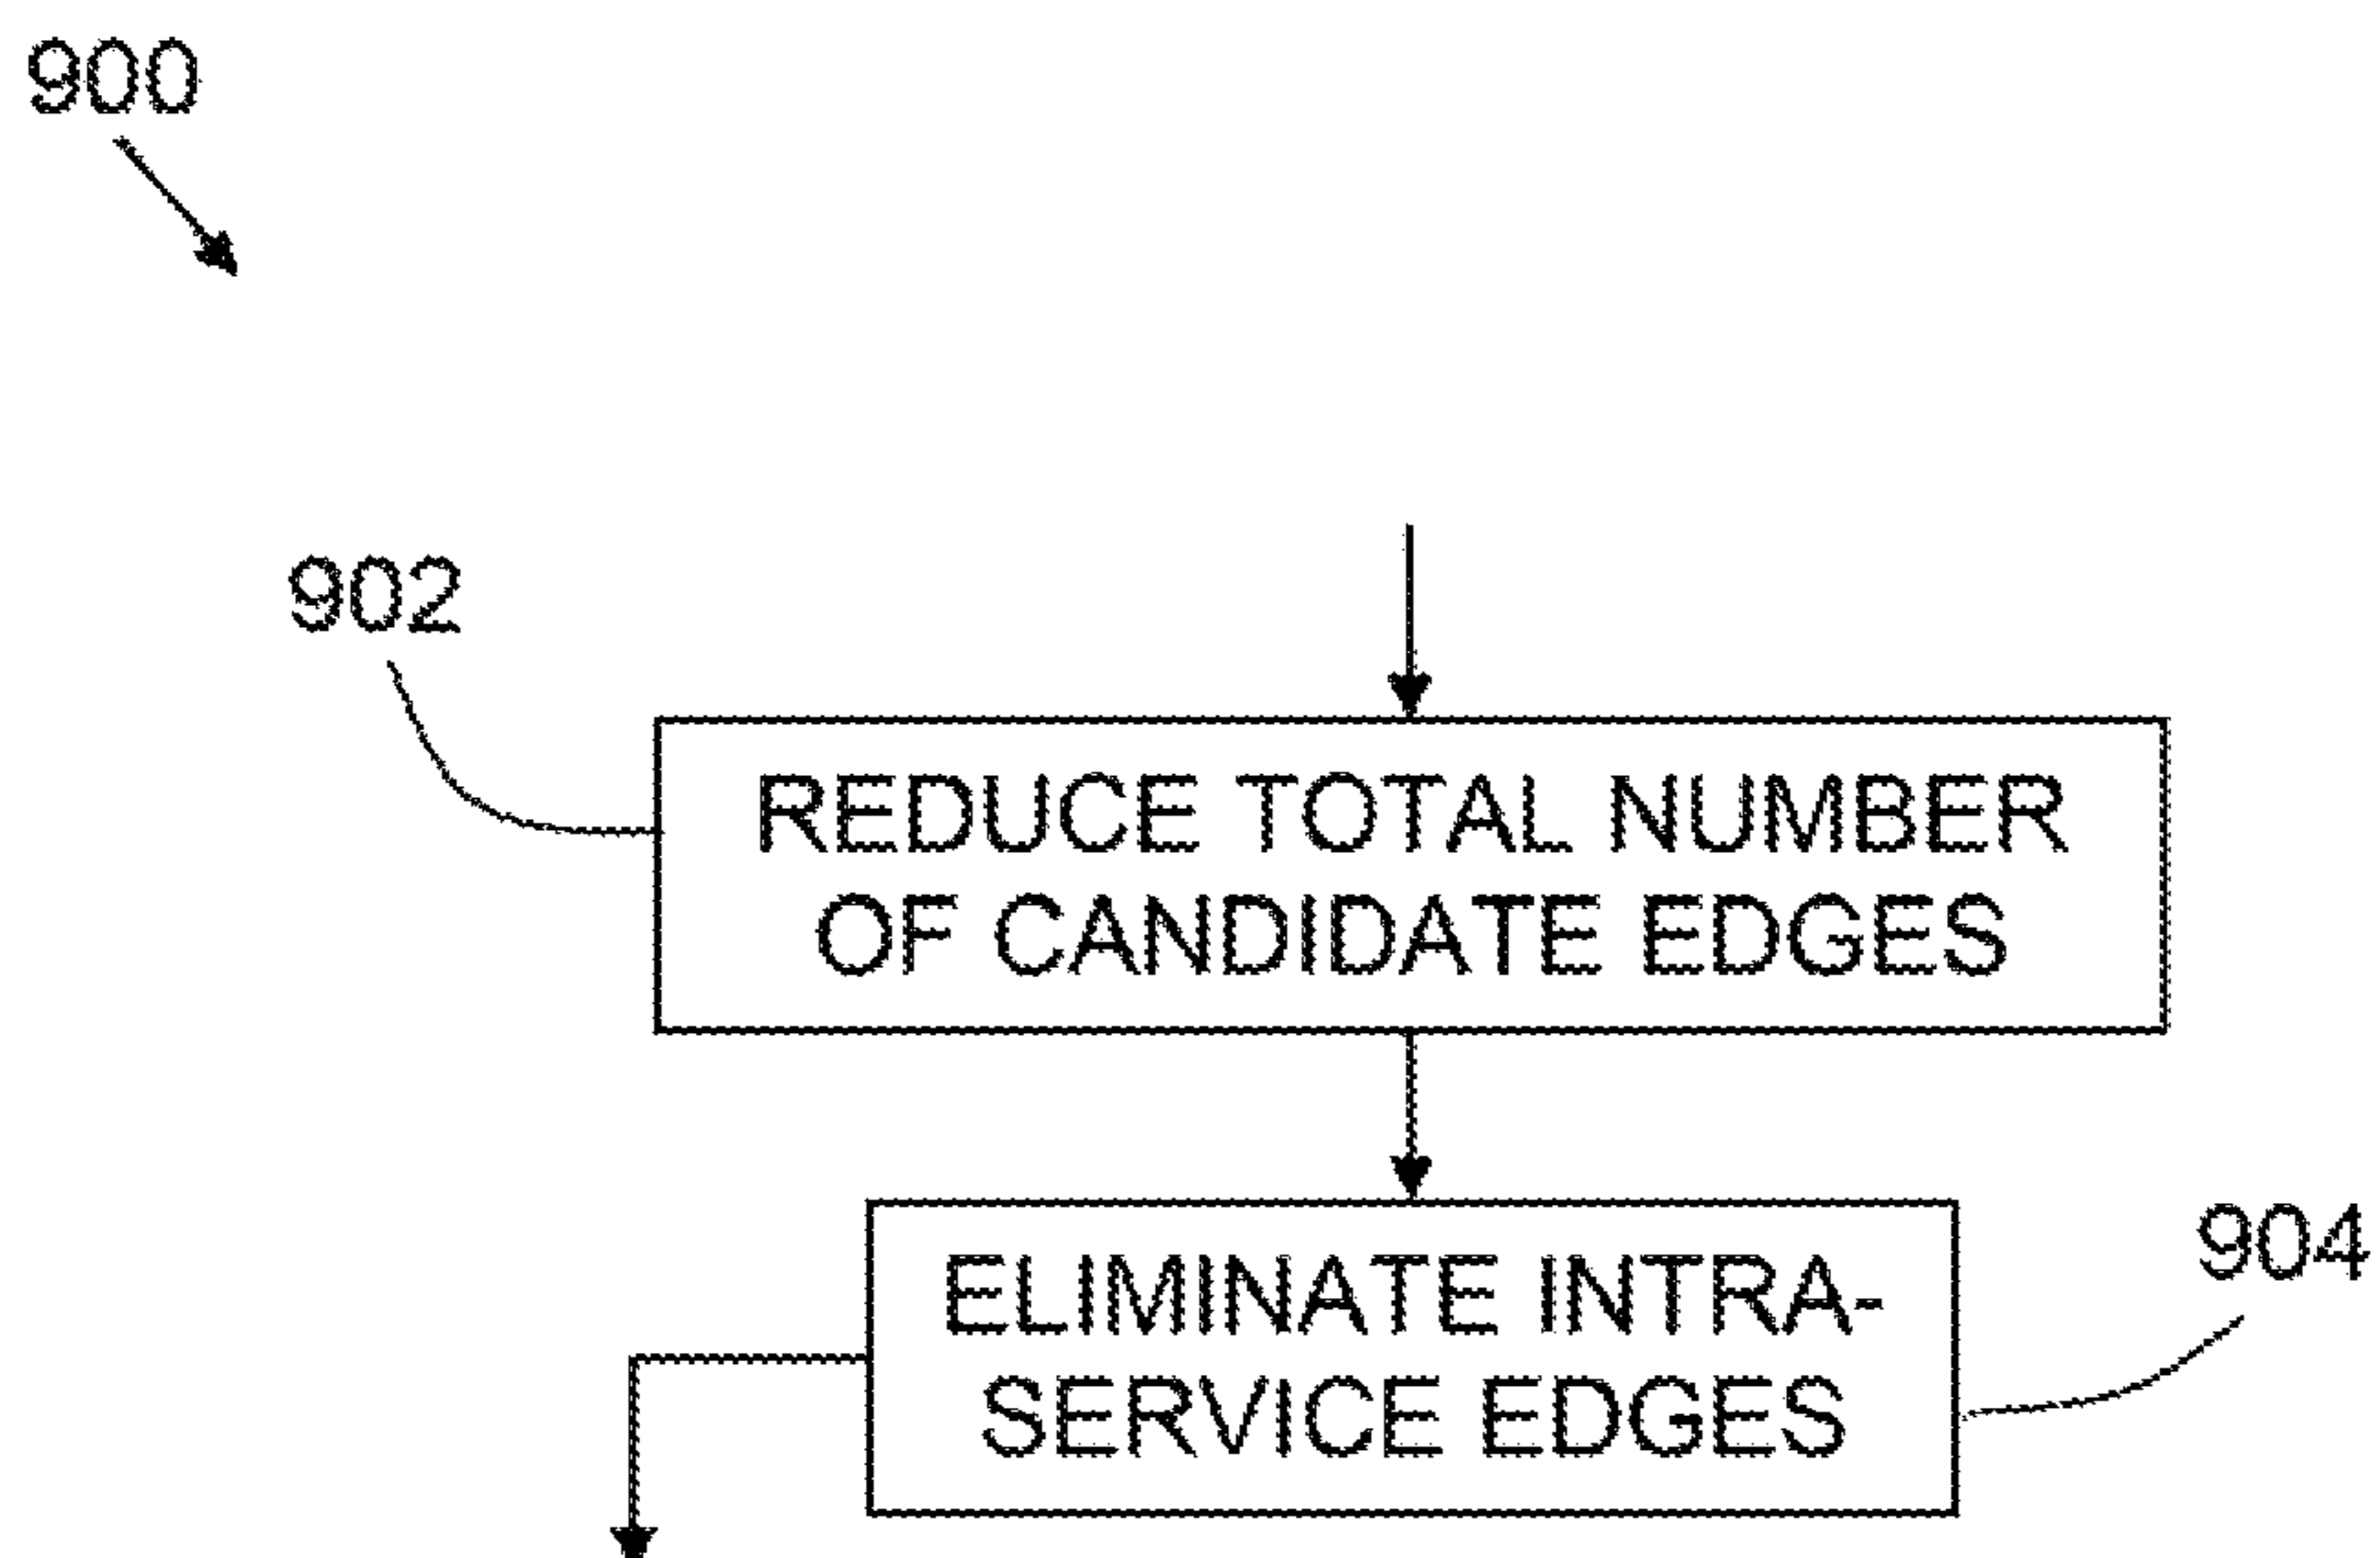 900
902
REDUCE TOTAL NUMBER
OF CANDIDATE EDGES
ELIMINATE INTRA-
SERVICE EDGES
904